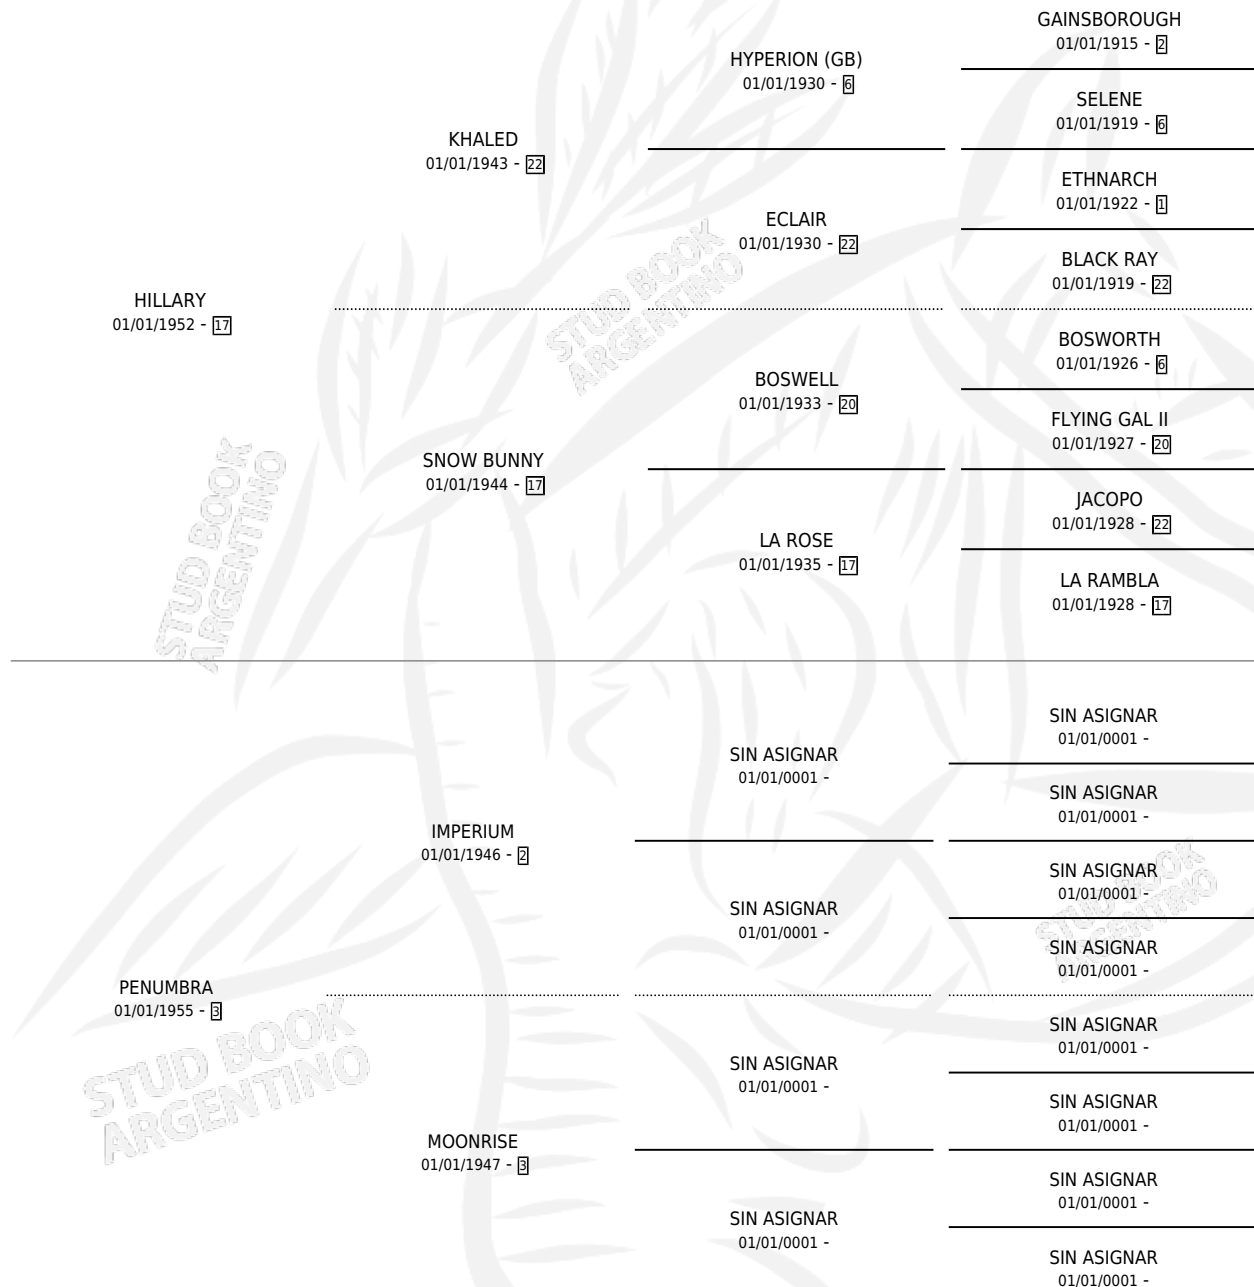 HILLARY
01/01/1952 - 17
KHALED
01/01/1943 - 22
SNOW BUNNY
01/01/1944 - 17
HYPERION (GB)
01/01/1930 - 6
ECLAIR
01/01/1930 - 22
BOSWELL
01/01/1933 - 20
LA ROSE
01/01/1935 - 17
GAINSBOROUGH
01/01/1915 - 2
SELENE
01/01/1919 - 6
ETHNARCH
01/01/1922 - 1
BLACK RAY
01/01/1919 - 22
BOSWORTH
01/01/1926 - 6
FLYING GAL II
01/01/1927 - 20
JACOPO
01/01/1928 - 22
LA RAMBLA
01/01/1928 - 17
PENUMBRA
01/01/1955 - 3
IMPERIUM
01/01/1946 - 2
MOONRISE
01/01/1947 - 3
SIN ASIGNAR
01/01/0001 -
SIN ASIGNAR
01/01/0001 -
SIN ASIGNAR
01/01/0001 -
SIN ASIGNAR
01/01/0001 -
SIN ASIGNAR
01/01/0001 -
SIN ASIGNAR
01/01/0001 -
SIN ASIGNAR
01/01/0001 -
SIN ASIGNAR
01/01/0001 -
SIN ASIGNAR
01/01/0001 -
SIN ASIGNAR
01/01/0001 -
SIN ASIGNAR
01/01/0001 -
SIN ASIGNAR
01/01/0001 -
STUD BOOK
ARGENTINO
STUD BOOK
ARGENTINO
STUD BOOK
ARGENTINO
STUD BOOK
ARGENTINO